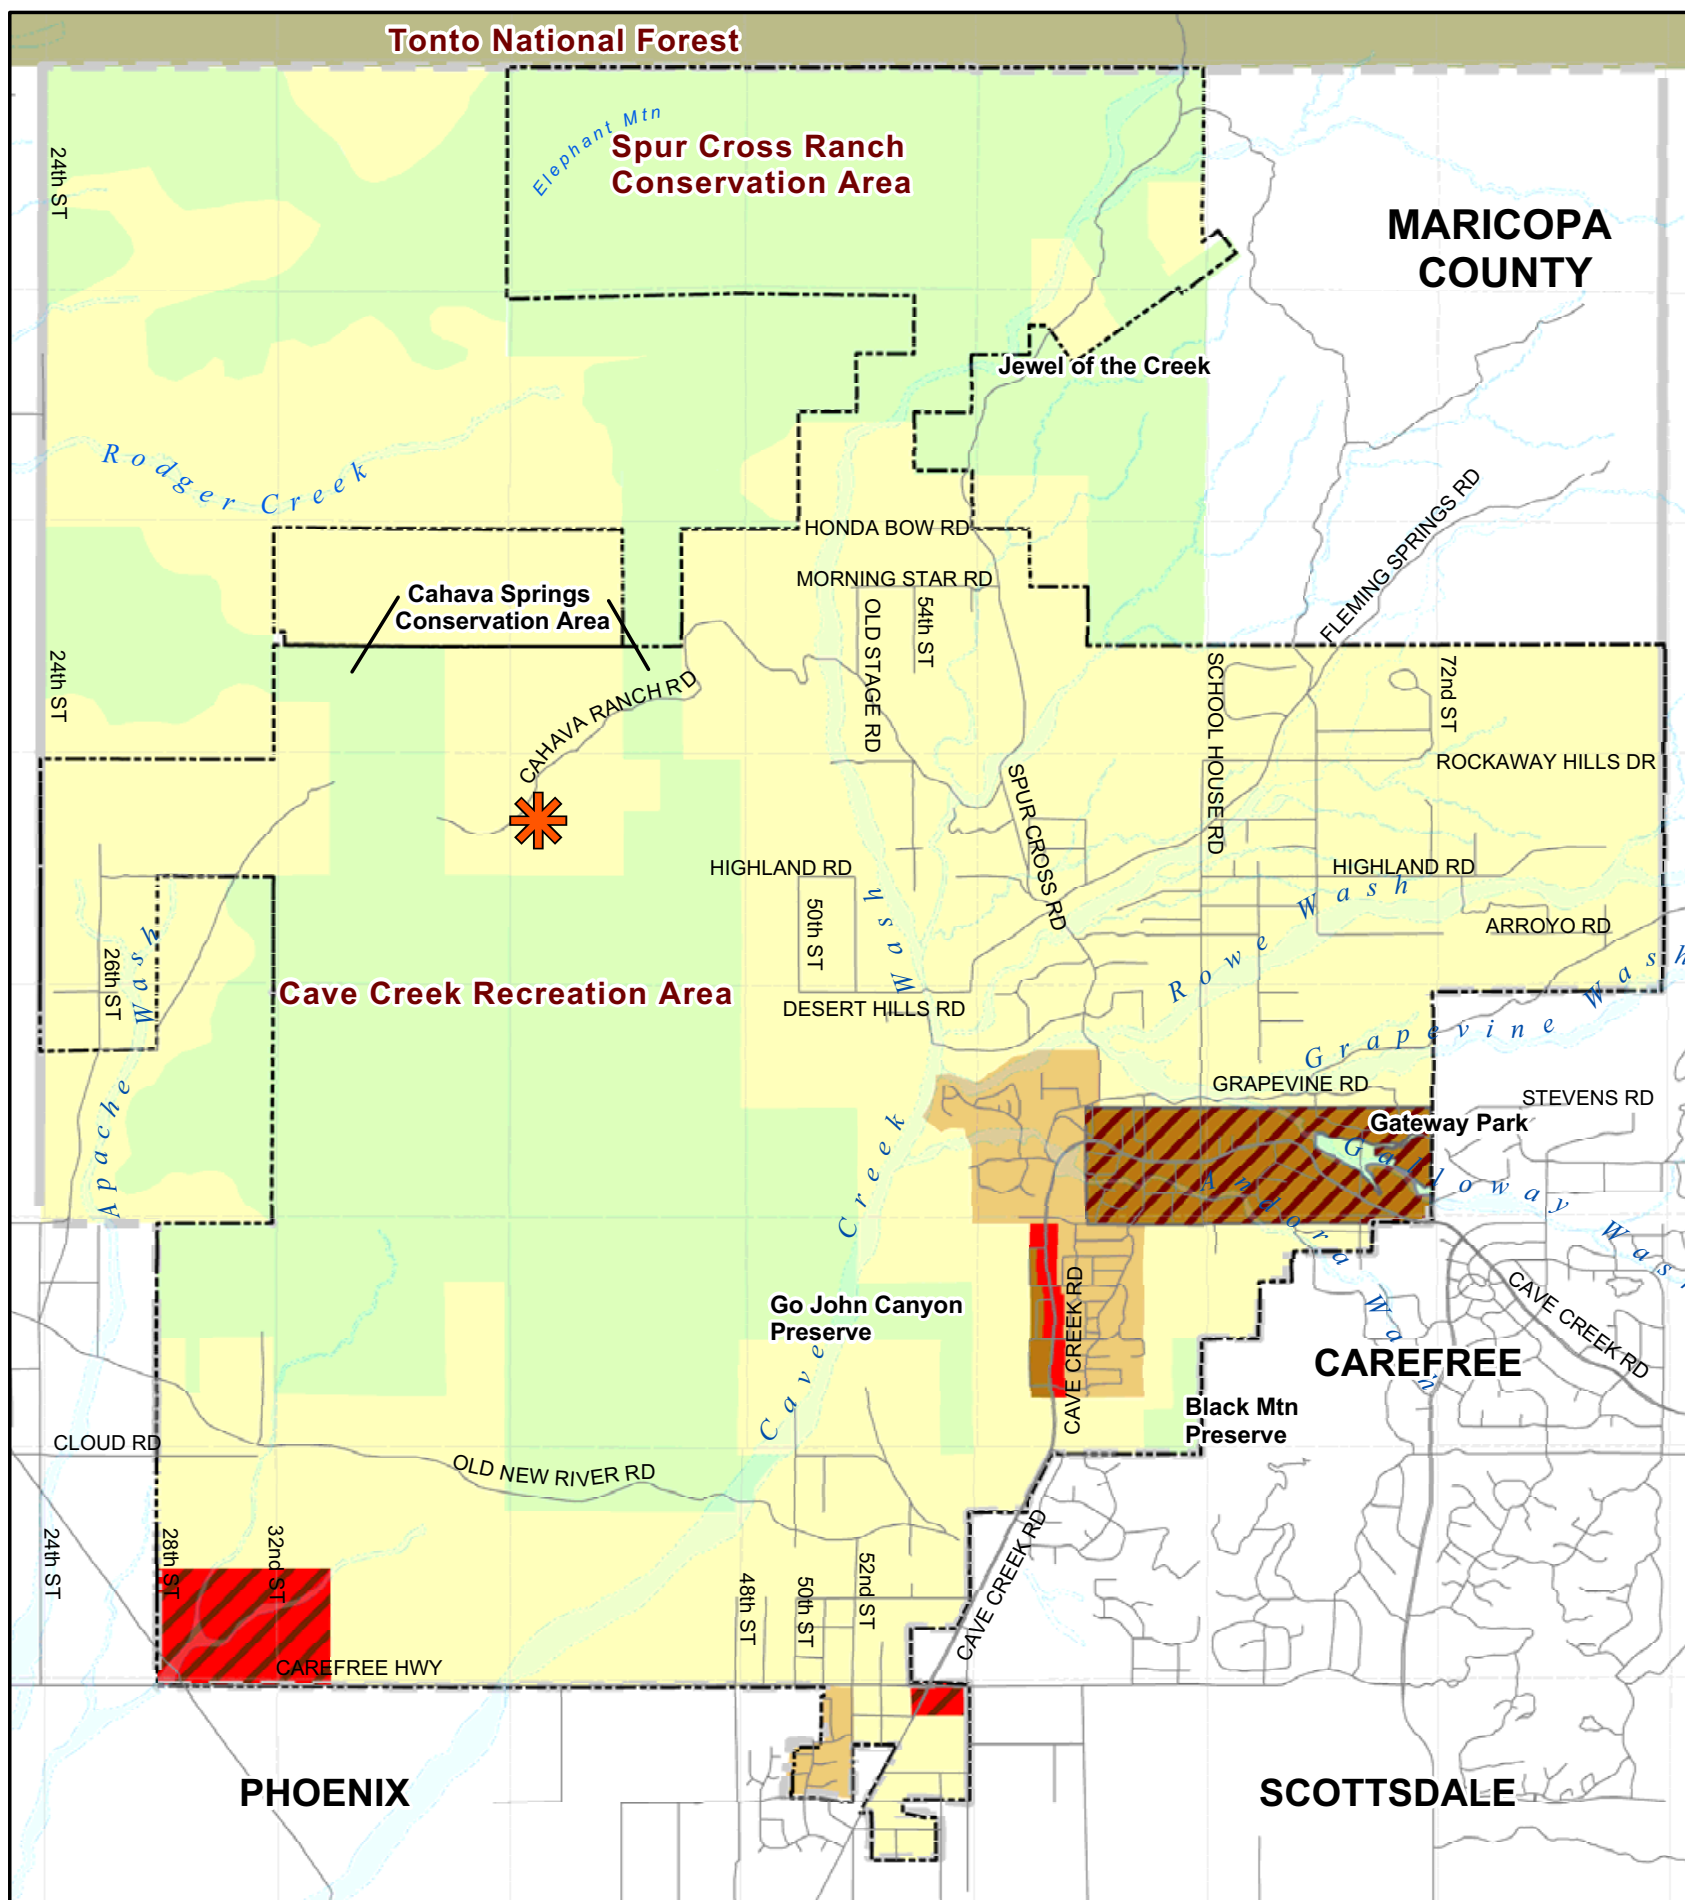 Tonto National Forest
Elephant Mtn
Spur Cross Ranch
Conservation Area
24th ST
MARICOPA
COUNTY
Jewel of the Creek
Rodger Creek
FLEMING SPRINGS RD
HONDA BOW RD
MORNING STAR RD
Cahava Springs
Conservation Area
OLD STAGE RD
54th ST
24th ST
SCHOOL HOUSE RD
72nd ST
CAHAVA RANCH RD
ROCKAWAY HILLS DR
SPUR CROSS RD
HIGHLAND RD
HIGHLAND RD
Wash
50th ST
Rowe Wash
ARROYO RD
26th ST
Apache Wash
Cave Creek Recreation Area
DESERT HILLS RD
Grapevine Wash
GRAPEVINE RD
STEVENS RD
Gateway Park
Galloway Wash
Andora Wash
Cave Creek
CAVE CREEK RD
CAVE CREEK RD
Go John Canyon
Preserve
CAREFREE
Black Mtn
Preserve
CLOUD RD
OLD NEW RIVER RD
24th ST
28th ST
32nd ST
48th ST
50th ST
52nd ST
CAVE CREEK RD
CAREFREE HWY
PHOENIX
SCOTTSDALE